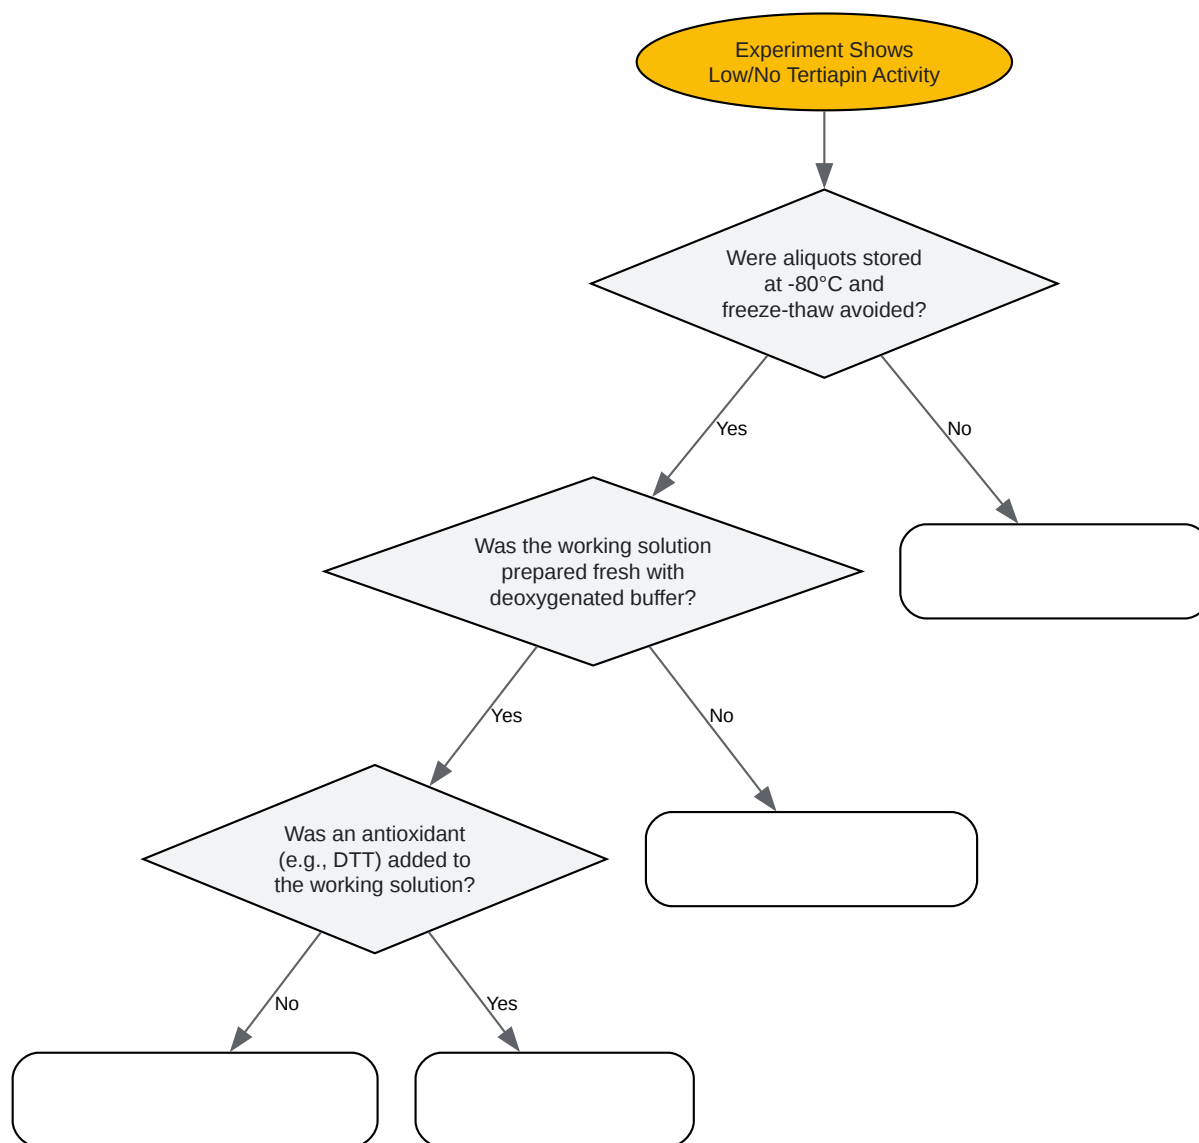 Experiment Shows
Low/No Tertiapin Activity
Were aliquots stored
at -80°C and
freeze-thaw avoided?
Yes
No
Was the working solution
prepared fresh with
deoxygenated buffer?
Yes
No
Was an antioxidant
(e.g., DTT) added to
the working solution?
No
Yes